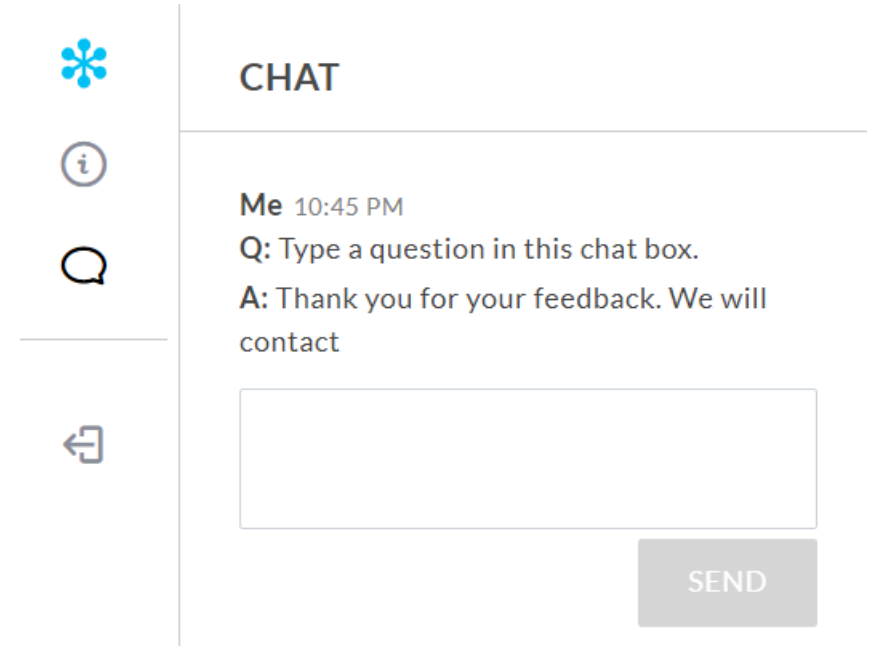 CHAT
Me 10:45 PM
Q: Type a question in this chat box.
A: Thank you for your feedback. We will
contact
SEND